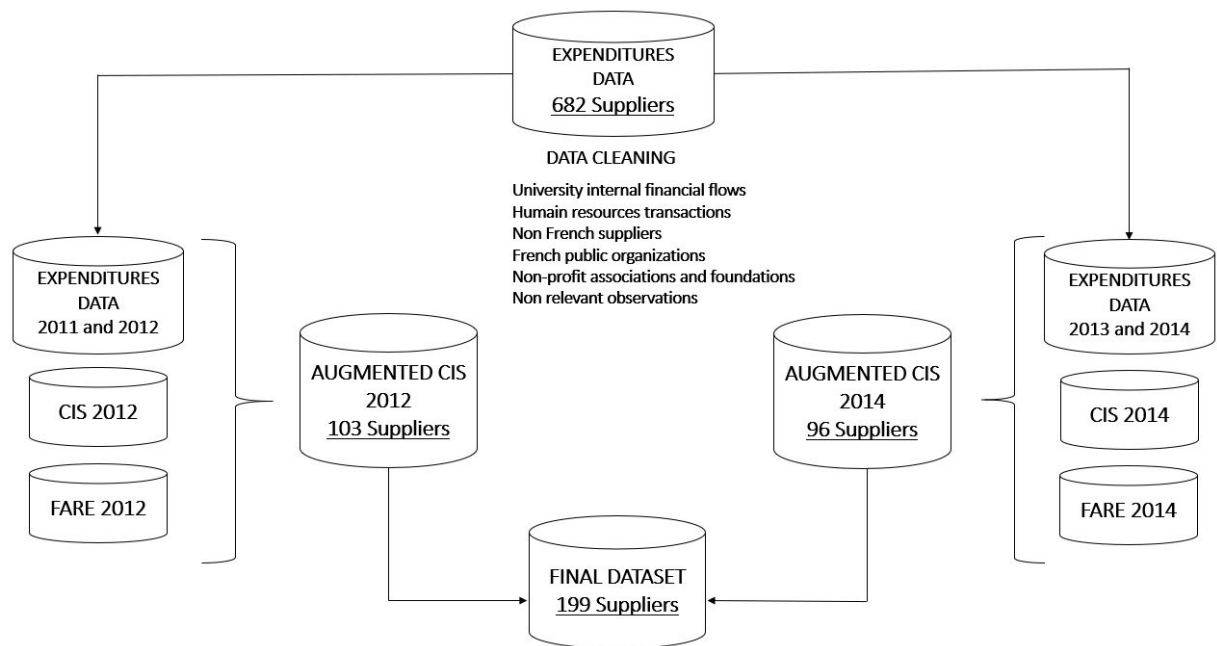 EXPENDITURES
DATA
682 Suppliers
DATA CLEANING
University internal financial flows
Humain resources transactions
Non French suppliers
French public organizations
Non-profit associations and foundations
Non relevant observations
EXPENDITURES
DATA
2011 and 2012
CIS 2012
FARE 2012
AUGMENTED CIS
2012
103 Suppliers
AUGMENTED CIS
2014
96 Suppliers
EXPENDITURES
DATA
2013 and 2014
CIS 2014
FARE 2014
FINAL DATASET
199 Suppliers